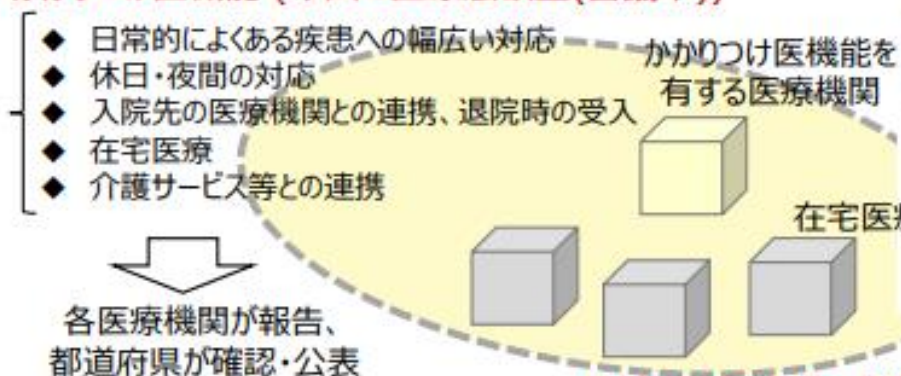 ◆ 日常的によくある疾患への幅広い対応
◆ 休日・夜間の対応
◆ 入院先の医療機関との連携、退院時の受入
◆ 在宅医療
◆ 介護サービス等との連携
かかりつけ医機能を
有する医療機関
在宅医療
各医療機関が報告、
都道府県が確認・公表